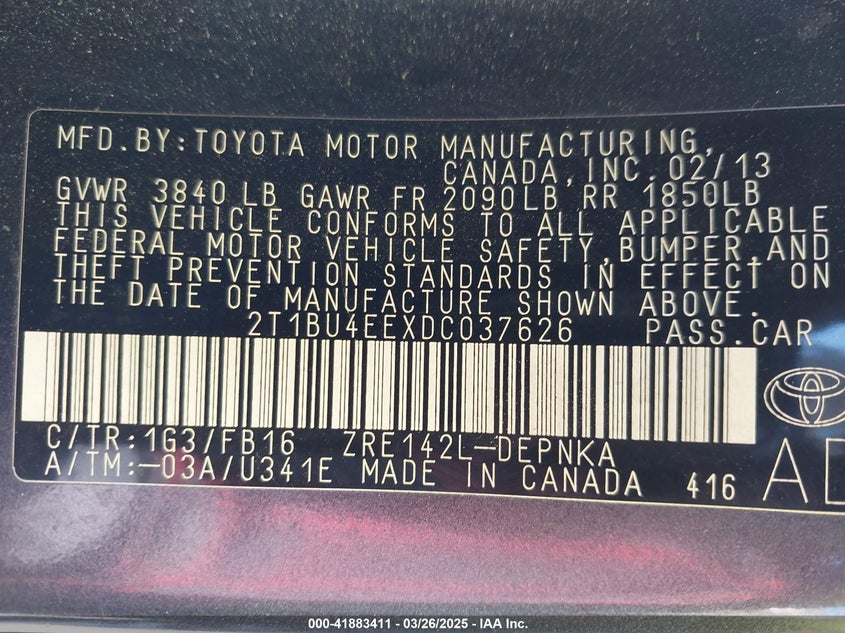 MFD.BY:TOYOTA MOTOR MANUFACTURING,
CANADA,INC. 02/13
GVWR 3840LB GAWR FR 2090LB RR 1850LB
THIS VEHICLE CONFORMS TO ALL APPLICABLE
FEDERAL MOTOR VEHICLE SAFETY,BUMPER,AND
THEFT PREVENTION STANDARDS IN EFFECT ON
THE DATE OF MANUFACTURE SHOWN ABOVE.
2T1BU4EEXDC037626 PASS.CAR
C/TR:1G3/FB16 ZRE142L-DEPNKA
A/TM:-03A/U341E MADE IN CANADA 416
000-41883411 - 03/26/2025 - IAA Inc.